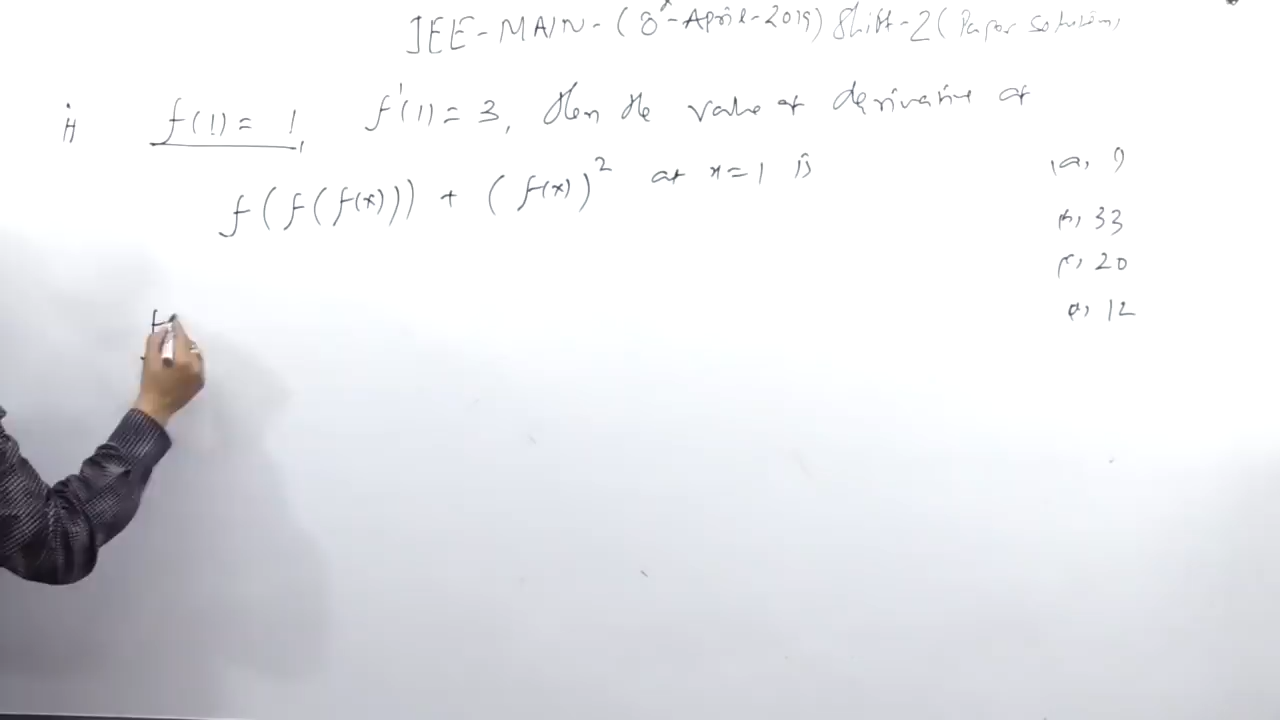 JEE-MAIN-(8-April-2019) Shift-2 (Paper solution)
If f(1) = 1, f'(1) = 3, then the value of derivative of
f(f(f(x))) + (f(x))² at x=1 is
(a, 9
b, 33
c, 20
d, 12
f